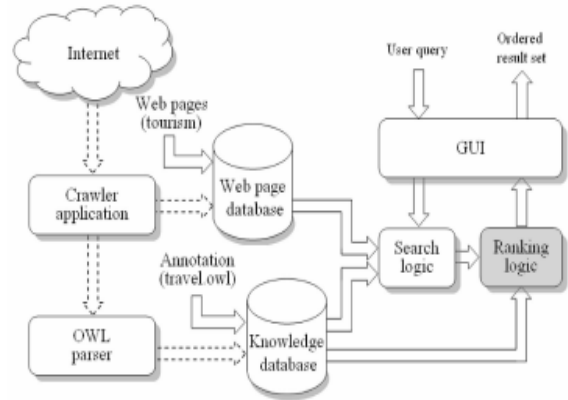 Internet
User query
Ordered
result set
Web pages
(tourism)
GUI
Crawler
application
Web page
database
Search
logic
Ranking
logic
Annotation
(travel.owl)
OWL
parser
Knowledge
database